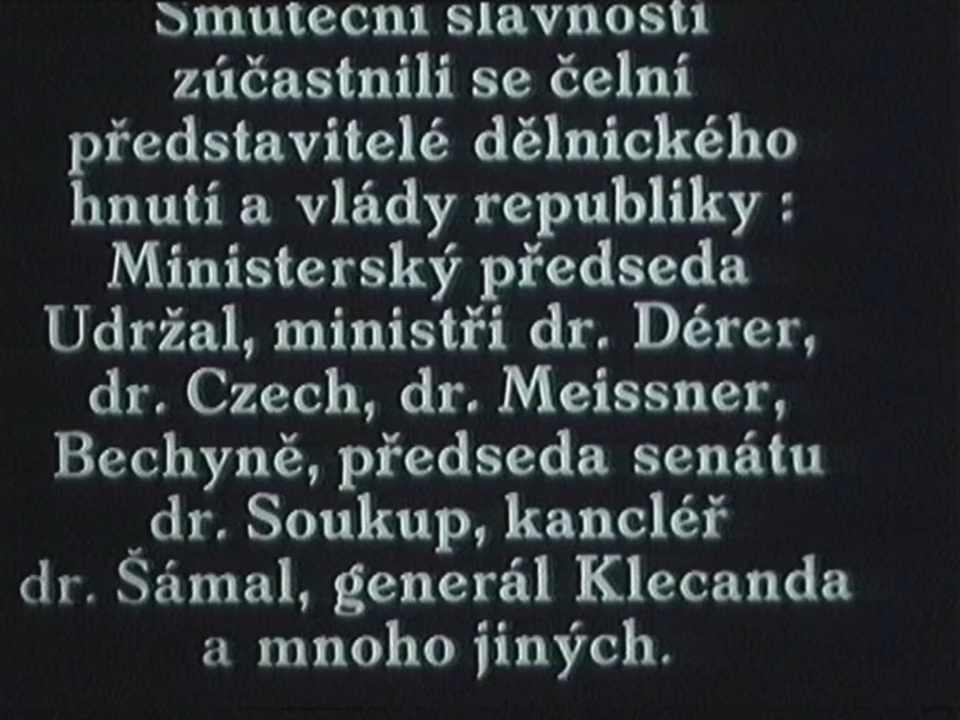 Smuteční slavnosti
zúčastnili se čelní
představitelé dělnického
hnutí a vlády republiky :
Ministerský předseda
Udržal, ministři dr. Dérer,
dr. Czech, dr. Meissner,
Bechyně, předseda senátu
dr. Soukup, kancléř
dr. Šámal, generál Klecanda
a mnoho jiných.